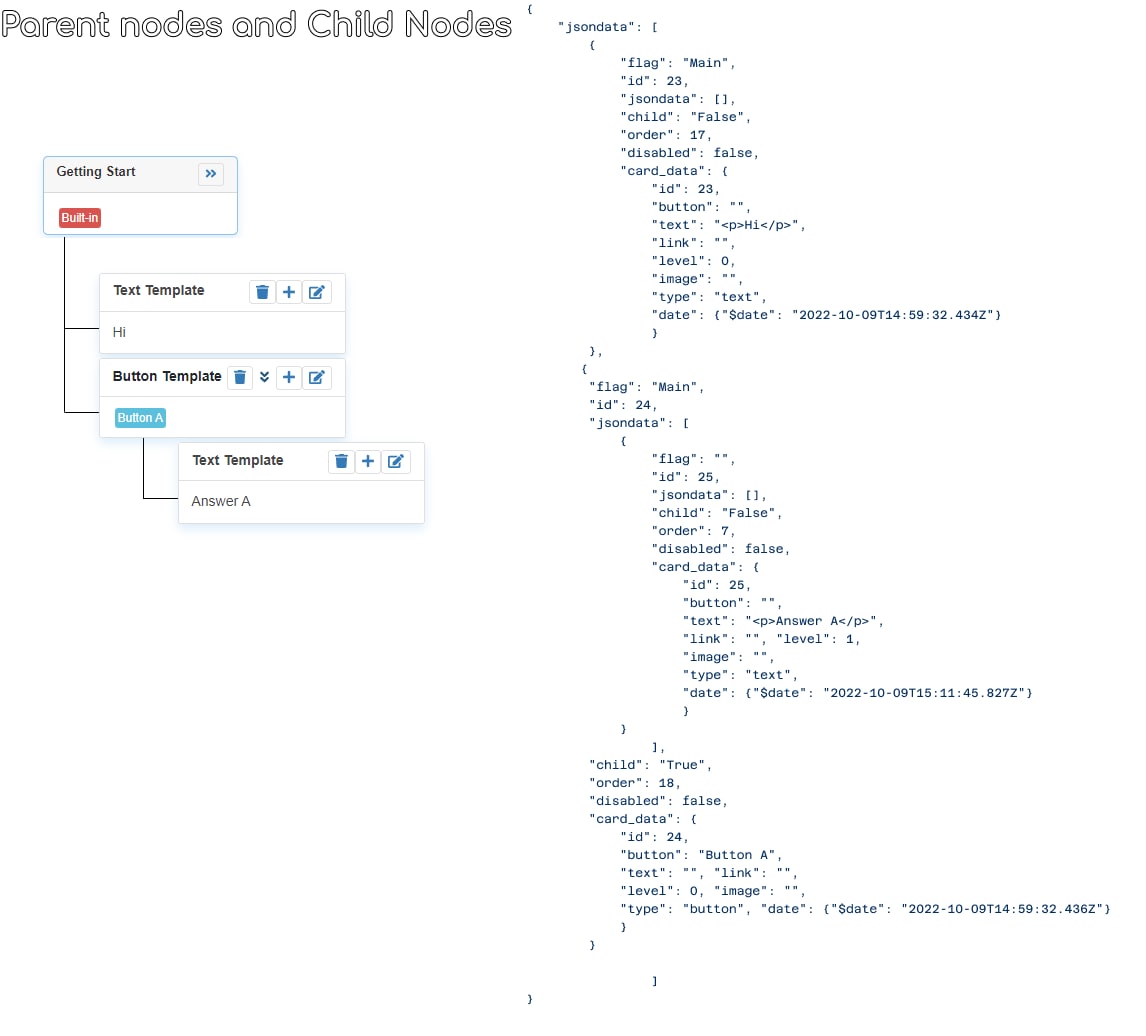 Parent nodes and Child Nodes
Getting Start
Built-in
Text Template
Hi
Button Template
Button A
Text Template
Answer A
{
"jsondata": [
{
"flag": "Main",
"id": 23,
"jsondata": [],
"child": "False",
"order": 17,
"disabled": false,
"card_data": {
"id": 23,
"button": "",
"text": "<p>Hi</p>",
"link": "",
"level": 0,
"image": "",
"type": "text",
"date": {"$date": "2022-10-09T14:59:32.434Z"}
}
},
{
"flag": "Main",
"id": 24,
"jsondata": [
{
"flag": "",
"id": 25,
"jsondata": [],
"child": "False",
"order": 7,
"disabled": false,
"card_data": {
"id": 25,
"button": "",
"text": "<p>Answer A</p>",
"link": "", "level": 1,
"image": "",
"type": "text",
"date": {"$date": "2022-10-09T15:11:45.827Z"}
}
}
],
"child": "True",
"order": 18,
"disabled": false,
"card_data": {
"id": 24,
"button": "Button A",
"text": "", "link": "",
"level": 0, "image": "",
"type": "button", "date": {"$date": "2022-10-09T14:59:32.436Z"}
}
}
]
}